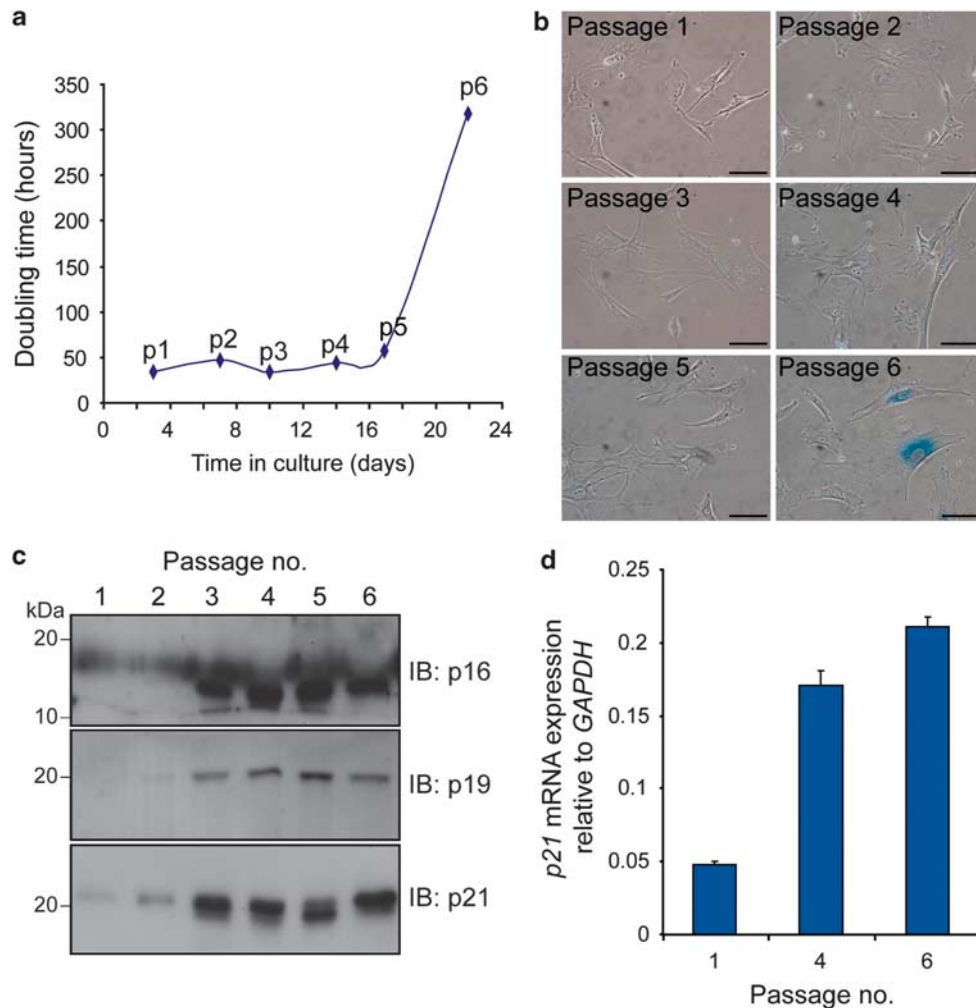 a
Doubling time (hours)
350
300
250
200
150
100
50
0
p1
p2
p3
p4
p5
p6
0
4
8
12
16
20
24
Time in culture (days)
b
Passage 1
Passage 2
Passage 3
Passage 4
Passage 5
Passage 6
c
Passage no.
1 2 3 4 5 6
kDa
20
10
IB: p16
20
IB: p19
20
IB: p21
d
p21 mRNA expression
relative to GAPDH
0.25
0.2
0.15
0.1
0.05
0
1
4
6
Passage no.